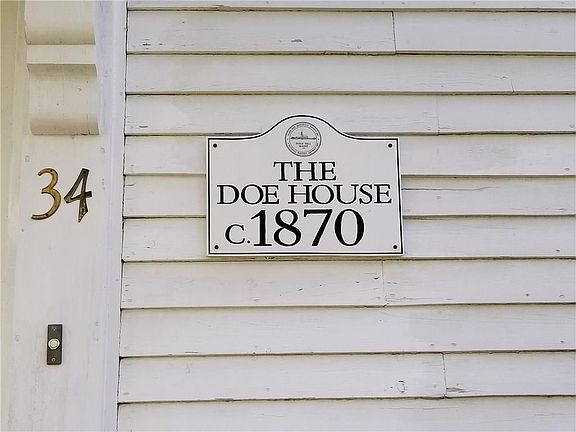 34
THE
DOE HOUSE
C.1870